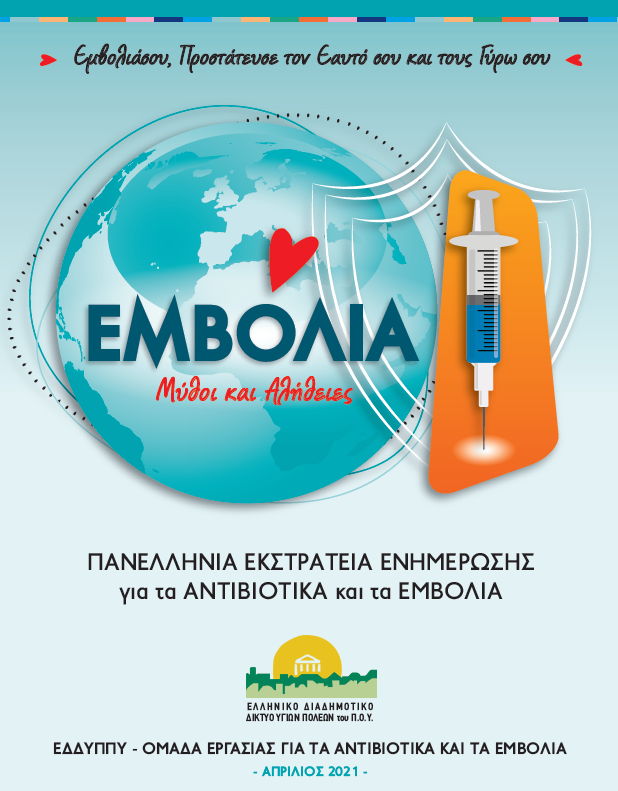 Εμβολιάσου, Προστάτευσε τον Εαυτό σου και τους Γύρω σου
ΕΜΒΟΛΙΑ
Μύθοι και Αλήθειες
ΠΑΝΕΛΛΗΝΙΑ ΕΚΣΤΡΑΤΕΙΑ ΕΝΗΜΕΡΩΣΗΣ
για τα ΑΝΤΙΒΙΟΤΙΚΑ και τα ΕΜΒΟΛΙΑ
ΕΛΛΗΝΙΚΟ ΔΙΑΔΗΜΟΤΙΚΟ
ΔΙΚΤΥΟ ΥΓΙΩΝ ΠΟΛΕΩΝ του Π.Ο.Υ.
ΕΔΔΥΠΠΥ - ΟΜΑΔΑ ΕΡΓΑΣΙΑΣ ΓΙΑ ΤΑ ΑΝΤΙΒΙΟΤΙΚΑ ΚΑΙ ΤΑ ΕΜΒΟΛΙΑ
- ΑΠΡΙΛΙΟΣ 2021 -